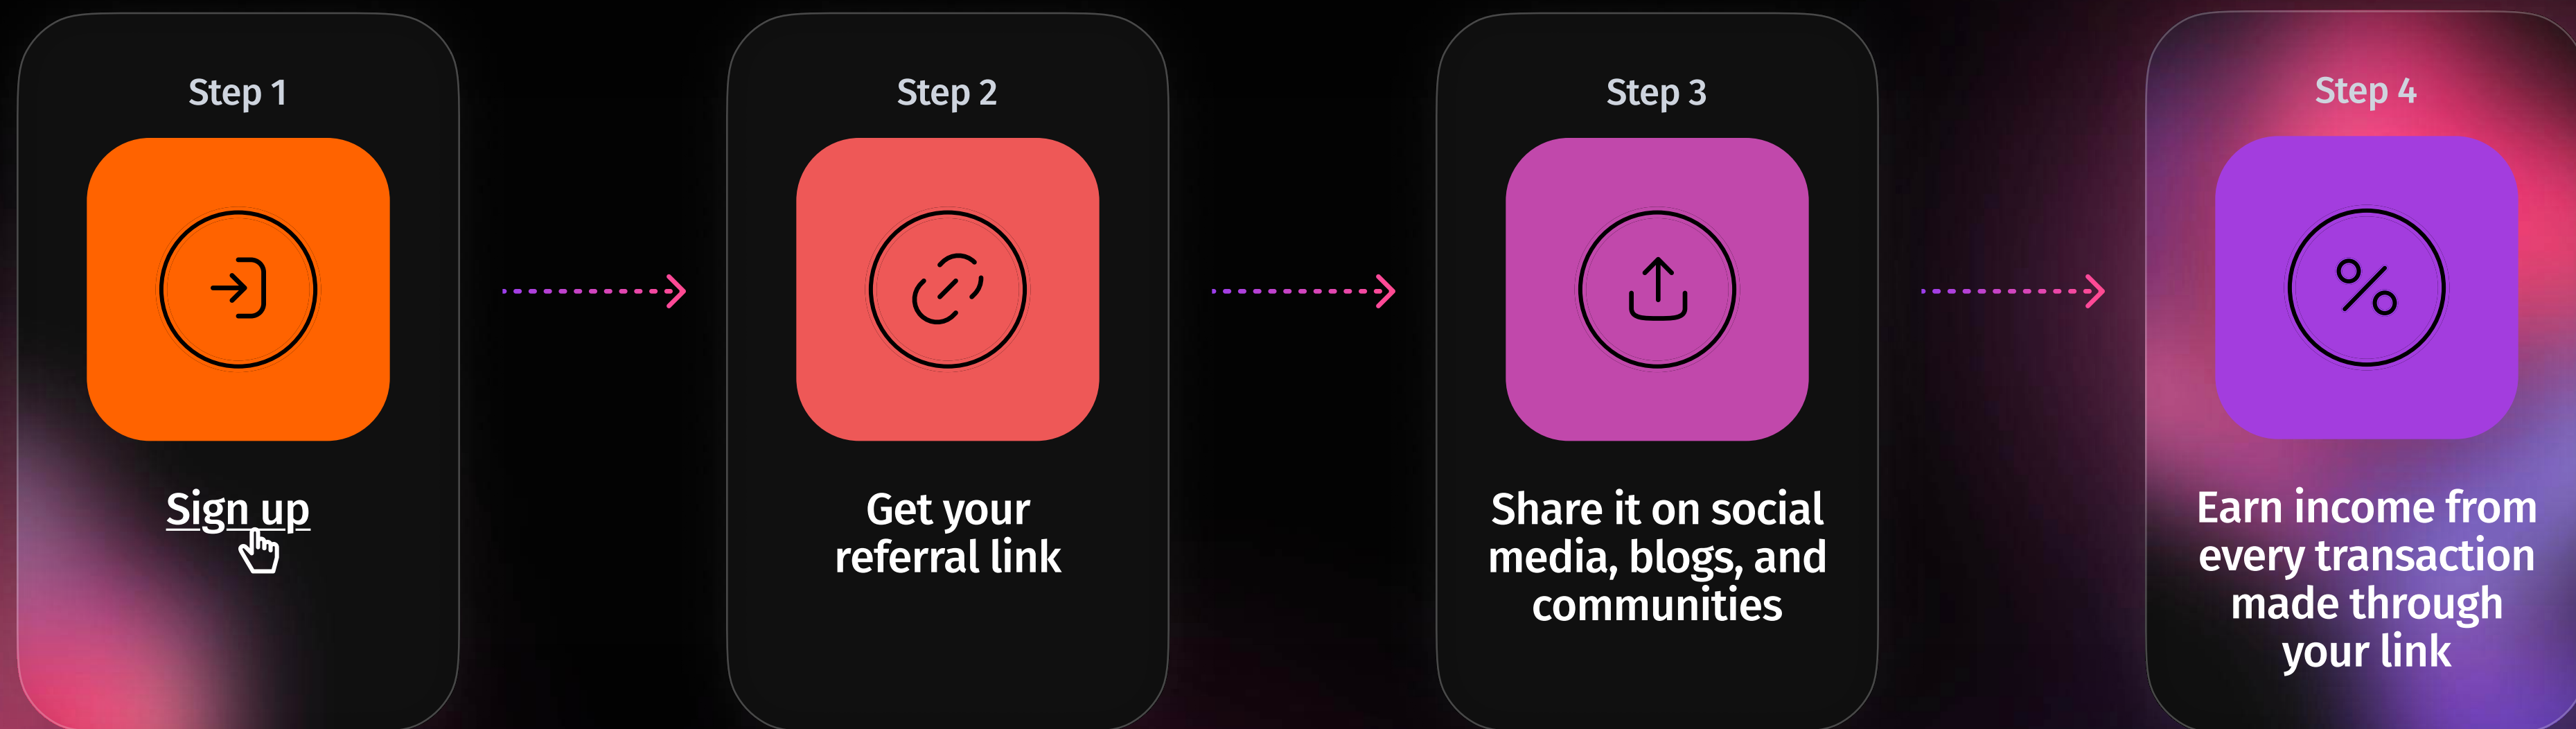 Step 1
Sign up
Step 2
Get your
referral link
Step 3
Share it on social
media, blogs, and
communities
Step 4
Earn income from
every transaction
made through
your link